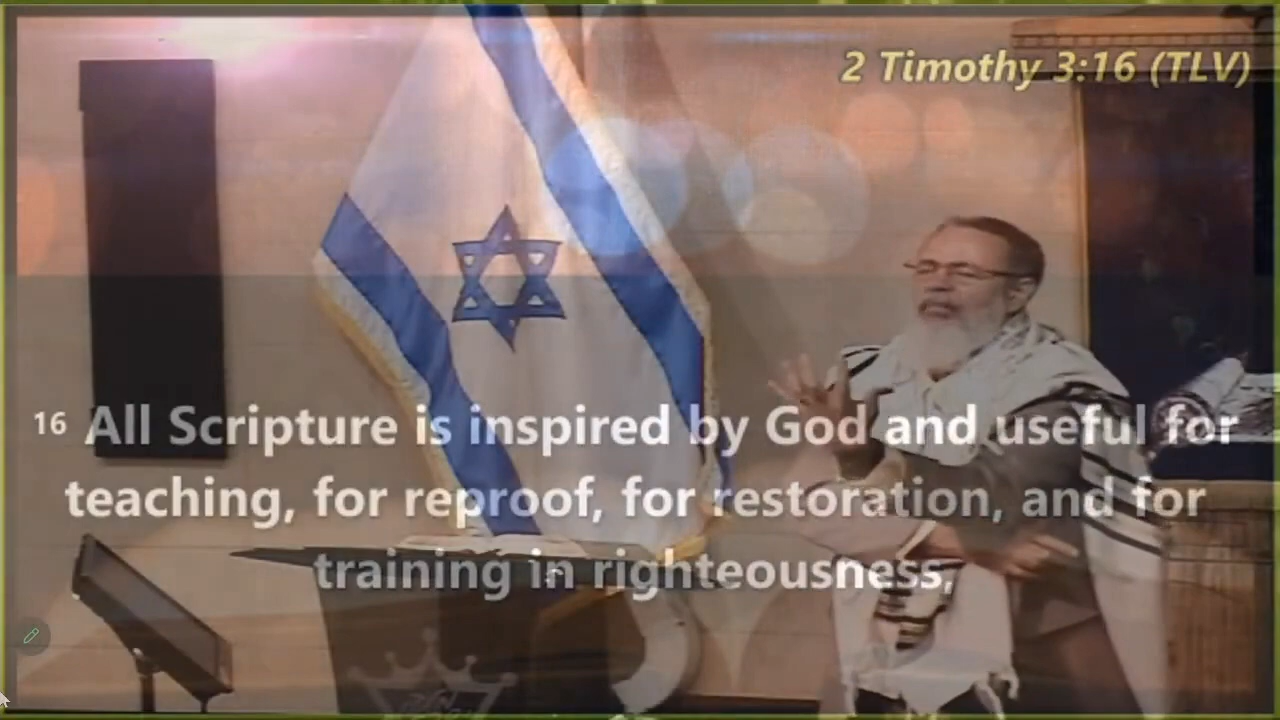 2 Timothy 3:16 (TLV)
16 All Scripture is inspired by God and useful for
teaching, for reproof, for restoration, and for
training in righteousness,